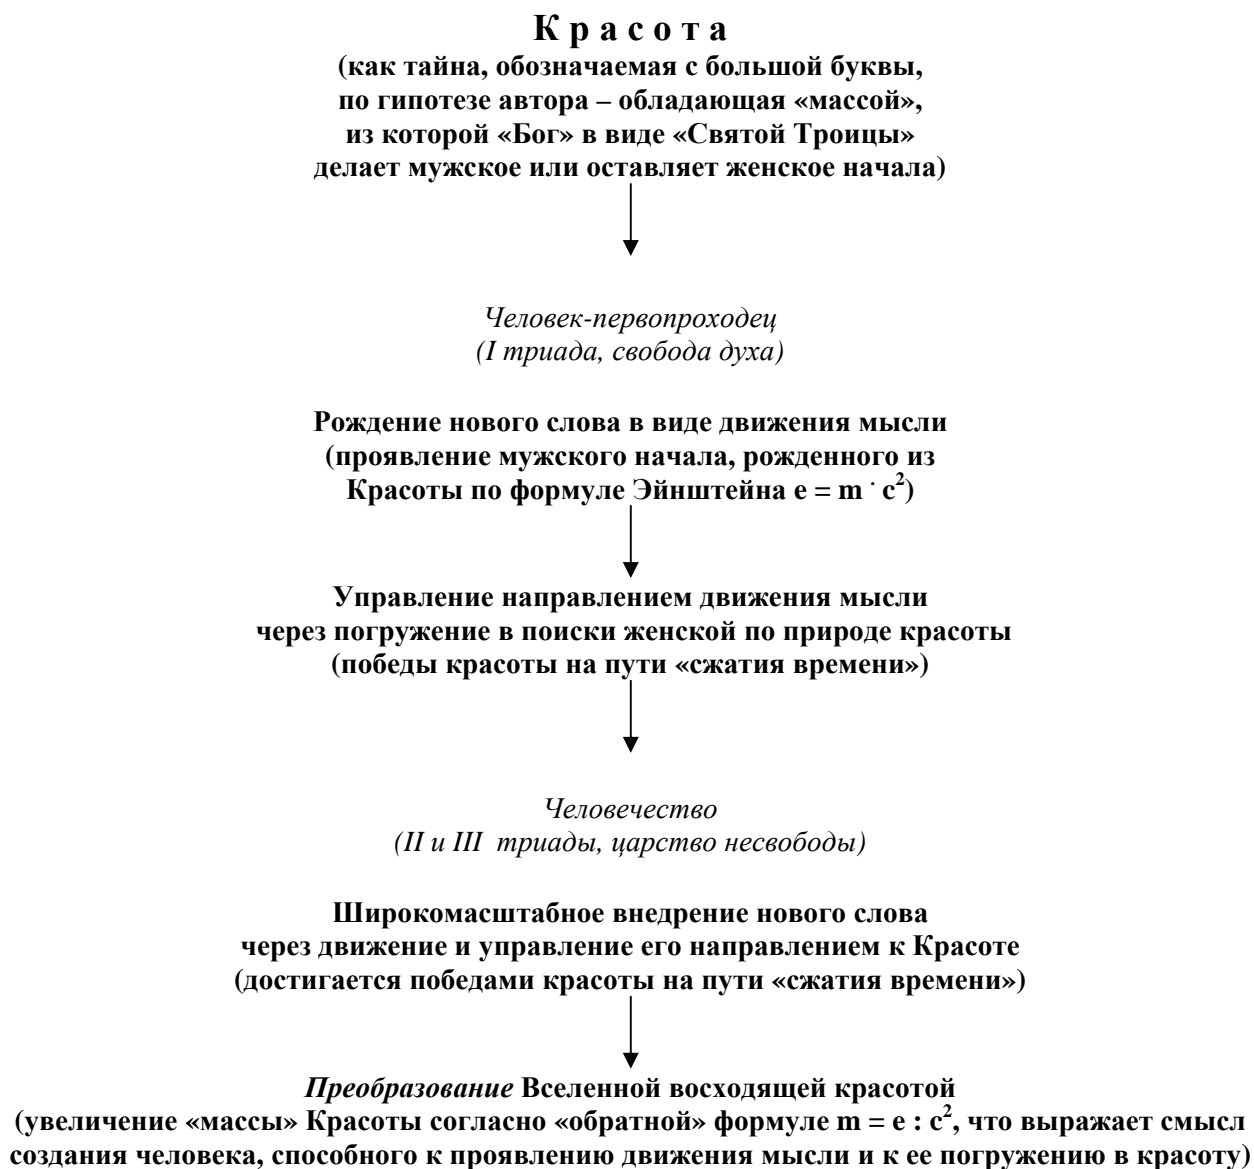 К р а с о т а
(как тайна, обозначаемая с большой буквы,
по гипотезе автора – обладающая «массой»,
из которой «Бог» в виде «Святой Троицы»
делает мужское или оставляет женское начала)
Человек-первопроходец
(I триада, свобода духа)
Рождение нового слова в виде движения мысли
(проявление мужского начала, рожденного из
Красоты по формуле Эйнштейна e = m · c²)
Управление направлением движения мысли
через погружение в поиски женской по природе красоты
(победы красоты на пути «сжатия времени»)
Человечество
(II и III триады, царство несвободы)
Широкомасштабное внедрение нового слова
через движение и управление его направлением к Красоте
(достигается победами красоты на пути «сжатия времени»)
Преобразование Вселенной восходящей красотой
(увеличение «массы» Красоты согласно «обратной» формуле m = e : c², что выражает смысл
создания человека, способного к проявлению движения мысли и к ее погружению в красоту)